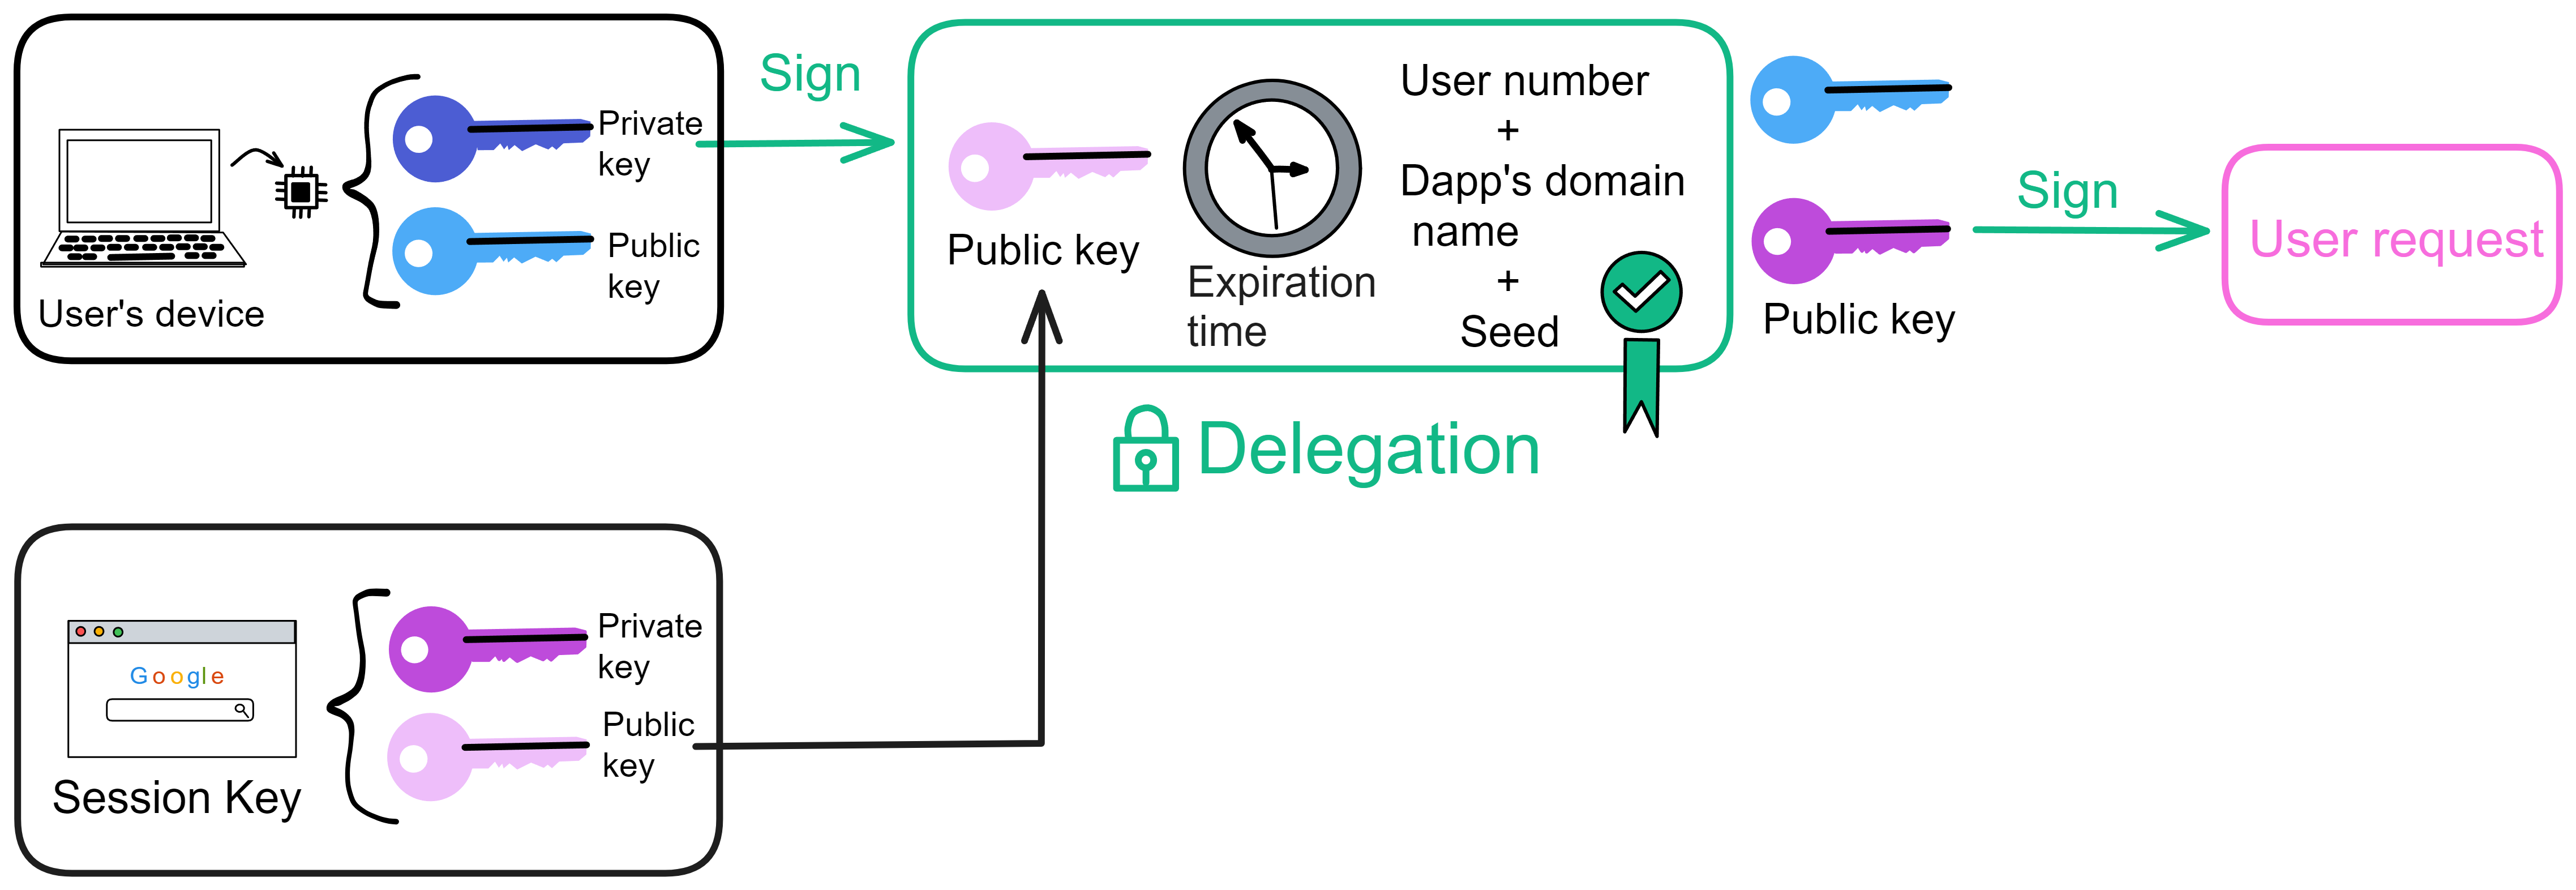 Private
key
Public
key
User's device
Sign
Public key
Expiration
time
User number
+
Dapp's domain
name
+
Seed
Delegation
Public key
Sign
User request
Google
Session Key
Private
key
Public
key